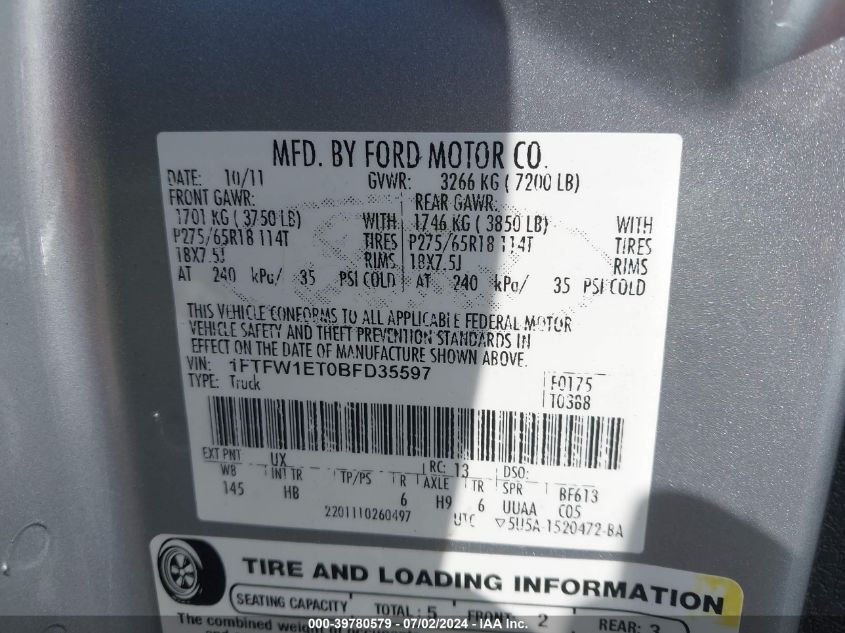 MFD. BY FORD MOTOR CO.
DATE: 10/11 GVWR: 3266 KG ( 7200 LB)
FRONT GAWR: REAR GAWR:
1701 KG ( 3750 LB) WITH 1746 KG ( 3850 LB) WITH
P275/65R18 114T TIRES P275/65R18 114T TIRES
18X7.5J RIMS 18X7.5J RIMS
AT 240 kPa/ 35 PSI COLD AT 240 kPa/ 35 PSI COLD
THIS VEHICLE CONFORMS TO ALL APPLICABLE FEDERAL MOTOR
VEHICLE SAFETY AND THEFT PREVENTION STANDARDS IN
EFFECT ON THE DATE OF MANUFACTURE SHOWN ABOVE.
VIN: 1FTFW1ET0BFD35597
TYPE: Truck F0175
T0388
EXT PNT UX RC: 13 DSO:
WB INT TR TP/PS R AXLE TR SPR BF613
145 HB 6 H9 6 UUAA C05
2201110260497 UTC ▽5U5A-1520472-BA
TIRE AND LOADING INFORMATION
SEATING CAPACITY TOTAL : 5 FRONT : 2 REAR: 3
The combined weight of
000-39780579 - 07/02/2024 - IAA Inc.